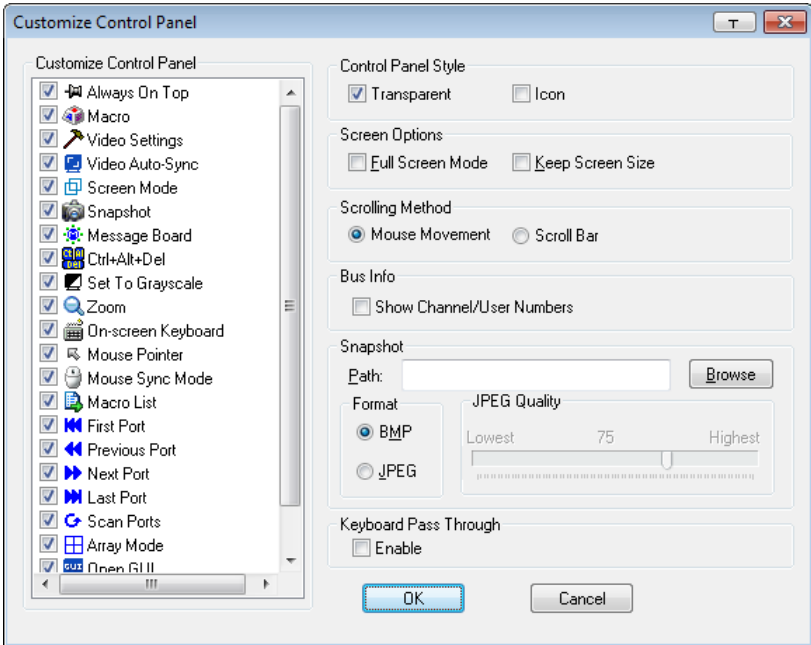 Customize Control Panel
Customize Control Panel
Always On Top
Macro
Video Settings
Video Auto-Sync
Screen Mode
Snapshot
Message Board
Ctrl+Alt+Del
Set To Grayscale
Zoom
On-screen Keyboard
Mouse Pointer
Mouse Sync Mode
Macro List
First Port
Previous Port
Next Port
Last Port
Scan Ports
Array Mode
GUI Open GUI
Control Panel Style
Transparent Icon
Screen Options
Full Screen Mode Keep Screen Size
Scrolling Method
Mouse Movement Scroll Bar
Bus Info
Show Channel/User Numbers
Snapshot
Path: Browse
Format
BMP
JPEG
JPEG Quality
Lowest 75 Highest
Keyboard Pass Through
Enable
OK Cancel